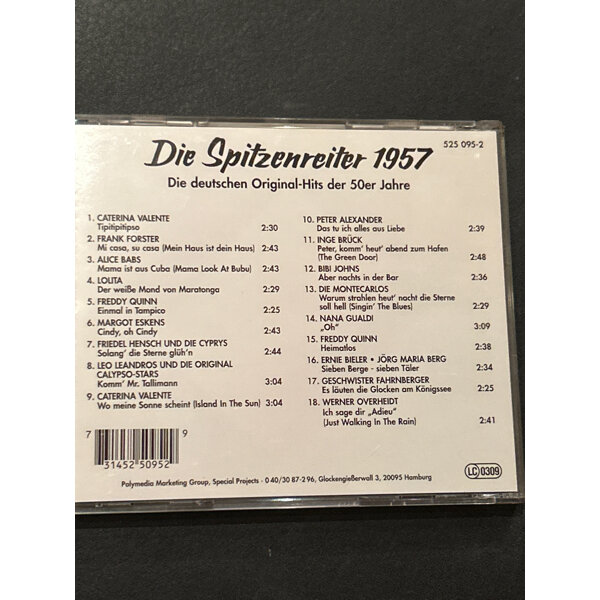 Die Spitzenreiter 1957
525 095-2
Die deutschen Original-Hits der 50er Jahre
1. CATERINA VALENTE
Tipitipitipso 2:30
2. FRANK FORSTER
Mi casa, su casa (Mein Haus ist dein Haus) 2:43
3. ALICE BABS
Mama ist aus Cuba (Mama Look At Bubu) 2:43
4. LOLITA
Der weiße Mond von Maratonga 2:29
5. FREDDY QUINN
Einmal in Tampico 2:25
6. MARGOT ESKENS
Cindy, oh Cindy 2:43
7. FRIEDEL HENSCH UND DIE CYPRYS
Solang' die Sterne glüh'n 2:44
8. LEO LEANDROS UND DIE ORIGINAL
CALYPSO-STARS
Komm' Mr. Tallimann 3:04
9. CATERINA VALENTE
Wo meine Sonne scheint (Island In The Sun) 3:04
10. PETER ALEXANDER
Das tu ich alles aus Liebe 2:39
11. INGE BRÜCK
Peter, komm' heut' abend zum Hafen
(The Green Door) 2:48
12. BIBI JOHNS
Aber nachts in der Bar 2:36
13. DIE MONTECARLOS
Warum strahlen heut' nacht die Sterne
soll hell (Singin' The Blues) 2:29
14. NANA GUALDI
„Oh" 3:09
15. FREDDY QUINN
Heimatlos 2:38
16. ERNIE BIELER • JÖRG MARIA BERG
Sieben Berge - sieben Täler 2:34
17. GESCHWISTER FAHRNBERGER
Es läuten die Glocken am Königssee 2:25
18. WERNER OVERHEIDT
Ich sage dir „Adieu"
(Just Walking In The Rain) 2:41
7 9
31452 50952
Polymedia Marketing Group, Special Projects - 0 40/30 87-2 96, Glockengießerwall 3, 20095 Hamburg
LC 0309